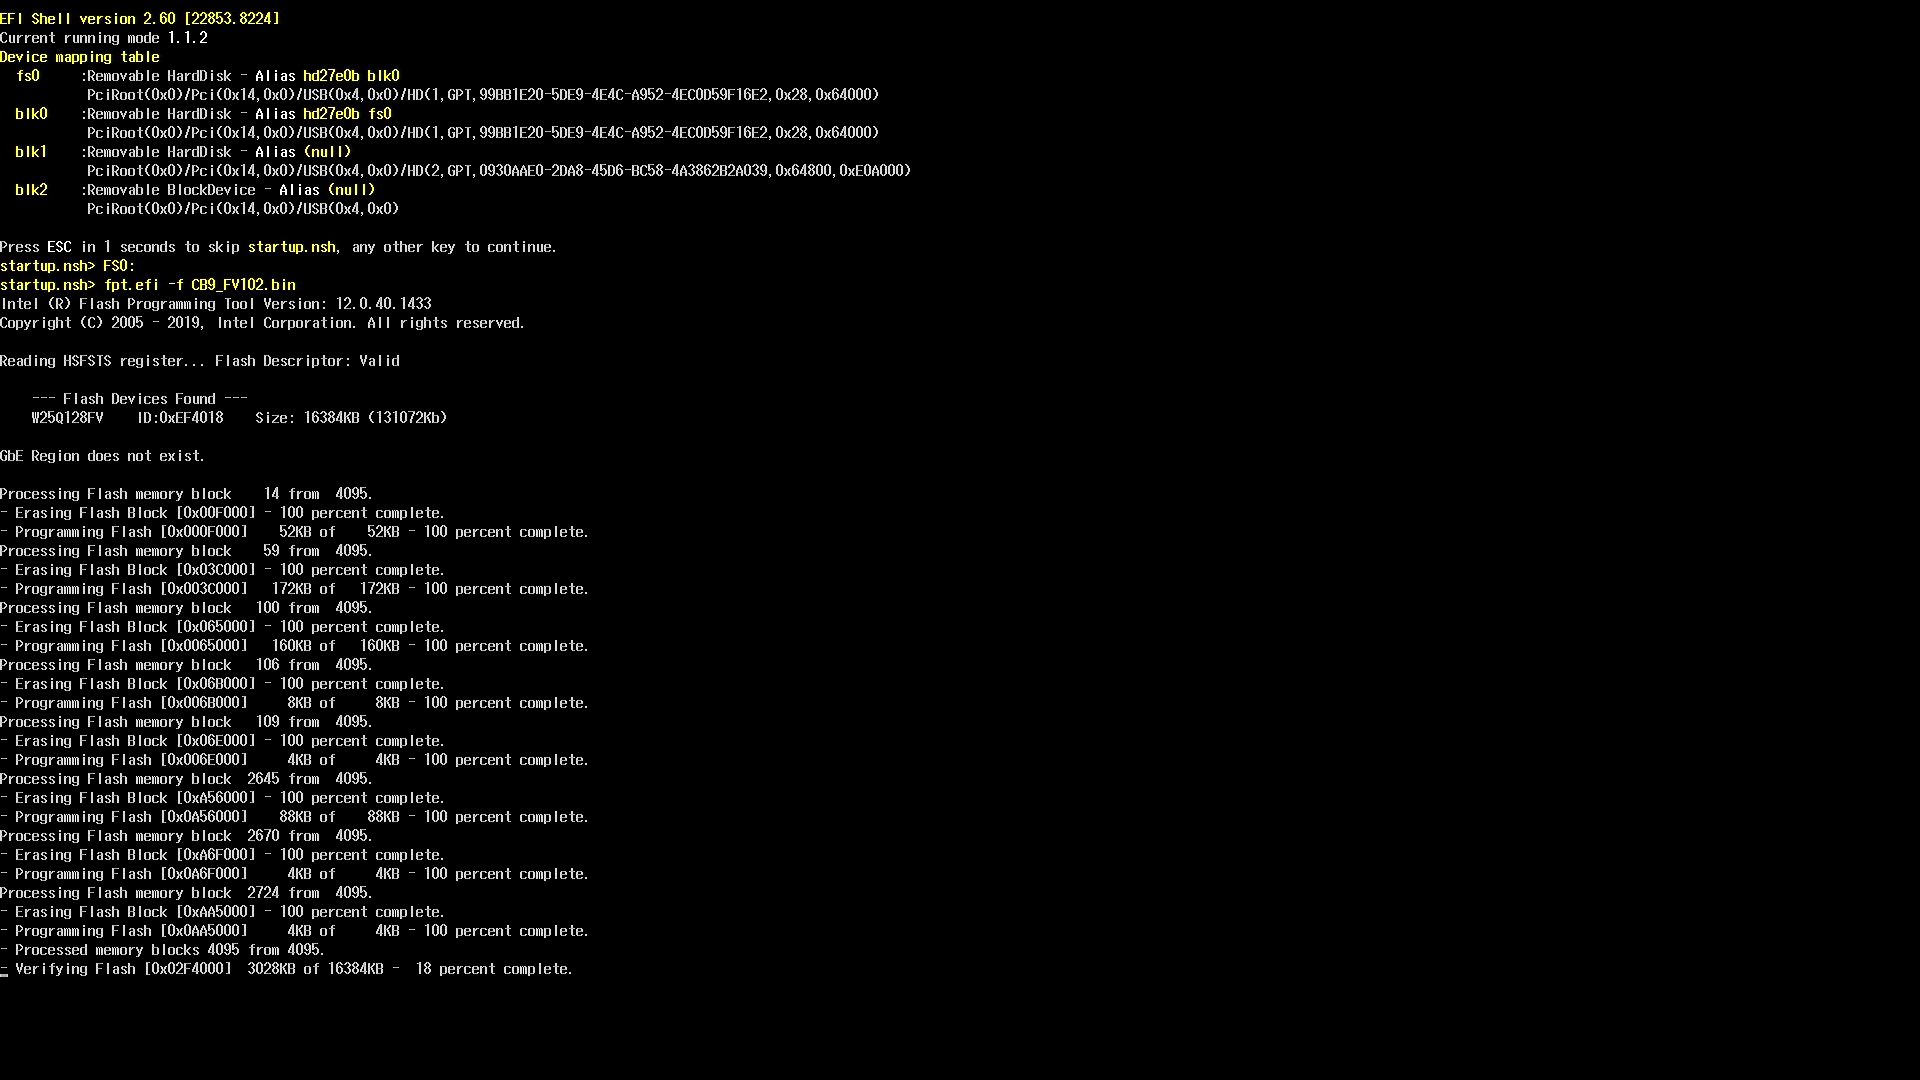 EFI Shell version 2.60 [22853.8224]
Current running mode 1.1.2
Device mapping table
  fs0     :Removable HardDisk - Alias hd27e0b blk0
           PciRoot(0x0)/Pci(0x14,0x0)/USB(0x4,0x0)/HD(1,GPT,99BB1E20-5DE9-4E4C-A952-4EC0D59F16E2,0x28,0x64000)
  blk0    :Removable HardDisk - Alias hd27e0b fs0
           PciRoot(0x0)/Pci(0x14,0x0)/USB(0x4,0x0)/HD(1,GPT,99BB1E20-5DE9-4E4C-A952-4EC0D59F16E2,0x28,0x64000)
  blk1    :Removable HardDisk - Alias (null)
           PciRoot(0x0)/Pci(0x14,0x0)/USB(0x4,0x0)/HD(2,GPT,0930AAE0-2DA8-45D6-BC58-4A3862B2A039,0x64800,0xE0A000)
  blk2    :Removable BlockDevice - Alias (null)
           PciRoot(0x0)/Pci(0x14,0x0)/USB(0x4,0x0)

Press ESC in 1 seconds to skip startup.nsh, any other key to continue.
startup.nsh> FS0:
startup.nsh> fpt.efi -f CB9_FV102.bin
Intel (R) Flash Programming Tool Version: 12.0.40.1433
Copyright (C) 2005 - 2019, Intel Corporation. All rights reserved.

Reading HSFSTS register... Flash Descriptor: Valid

    --- Flash Devices Found ---
    W25Q128FV    ID:0xEF4018    Size: 16384KB (131072Kb)

GbE Region does not exist.

Processing Flash memory block    14 from  4095.
- Erasing Flash Block [0x00F000] - 100 percent complete.
- Programming Flash [0x000F000]    52KB of    52KB - 100 percent complete.
Processing Flash memory block    59 from  4095.
- Erasing Flash Block [0x03C000] - 100 percent complete.
- Programming Flash [0x003C000]   172KB of   172KB - 100 percent complete.
Processing Flash memory block   100 from  4095.
- Erasing Flash Block [0x065000] - 100 percent complete.
- Programming Flash [0x0065000]   160KB of   160KB - 100 percent complete.
Processing Flash memory block   106 from  4095.
- Erasing Flash Block [0x06B000] - 100 percent complete.
- Programming Flash [0x006B000]     8KB of     8KB - 100 percent complete.
Processing Flash memory block   109 from  4095.
- Erasing Flash Block [0x06E000] - 100 percent complete.
- Programming Flash [0x006E000]     4KB of     4KB - 100 percent complete.
Processing Flash memory block  2645 from  4095.
- Erasing Flash Block [0xA56000] - 100 percent complete.
- Programming Flash [0x0A56000]    88KB of    88KB - 100 percent complete.
Processing Flash memory block  2670 from  4095.
- Erasing Flash Block [0xA6F000] - 100 percent complete.
- Programming Flash [0x0A6F000]     4KB of     4KB - 100 percent complete.
Processing Flash memory block  2724 from  4095.
- Erasing Flash Block [0xAA5000] - 100 percent complete.
- Programming Flash [0x0AA5000]     4KB of     4KB - 100 percent complete.
- Processed memory blocks 4095 from 4095.
- Verifying Flash [0x02F4000]  3028KB of 16384KB -  18 percent complete.